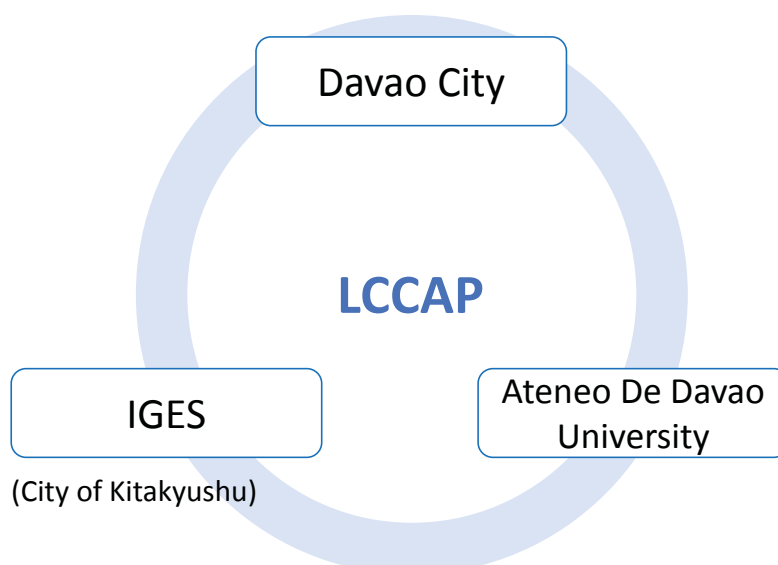 Davao City
LCCAP
IGES
(City of Kitakyushu)
Ateneo De Davao
University